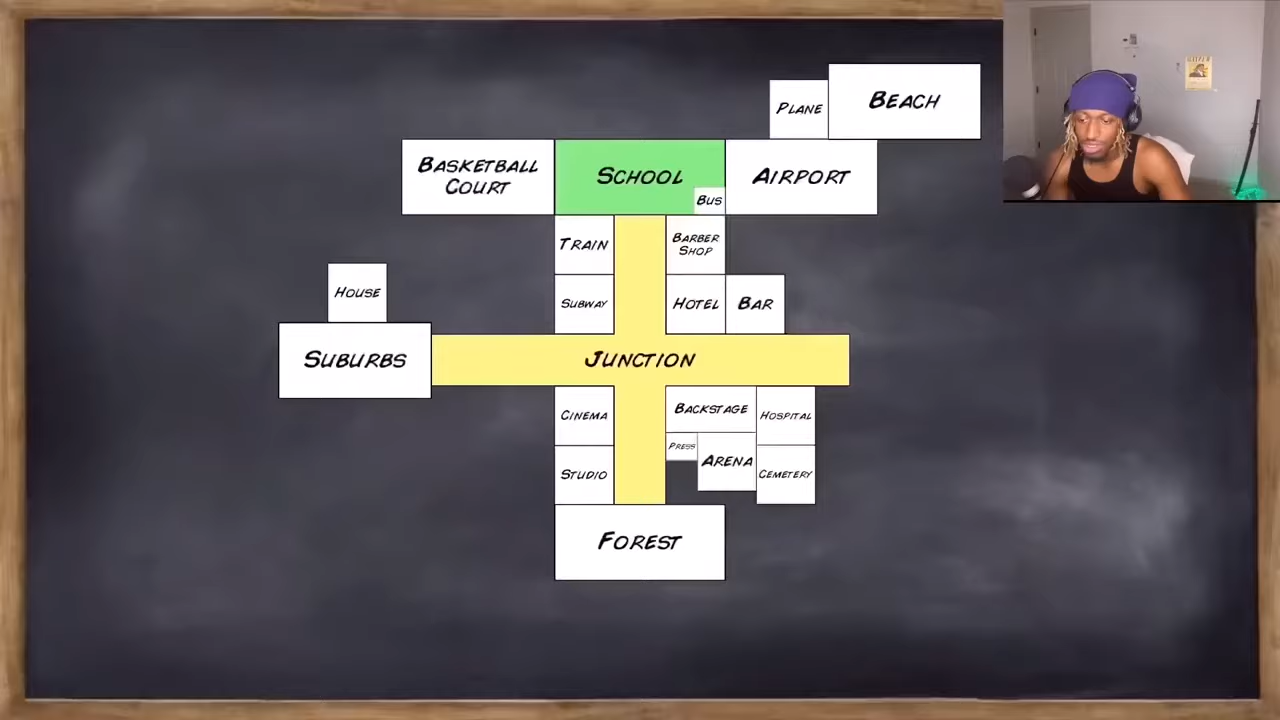 PLANE
BEACH
BASKETBALL
COURT
SCHOOL
BUS
AIRPORT
TRAIN
BARBER
SHOP
HOUSE
SUBWAY
HOTEL
BAR
SUBURBS
JUNCTION
CINEMA
BACKSTAGE
HOSPITAL
PRESS
ARENA
STUDIO
CEMETERY
FOREST